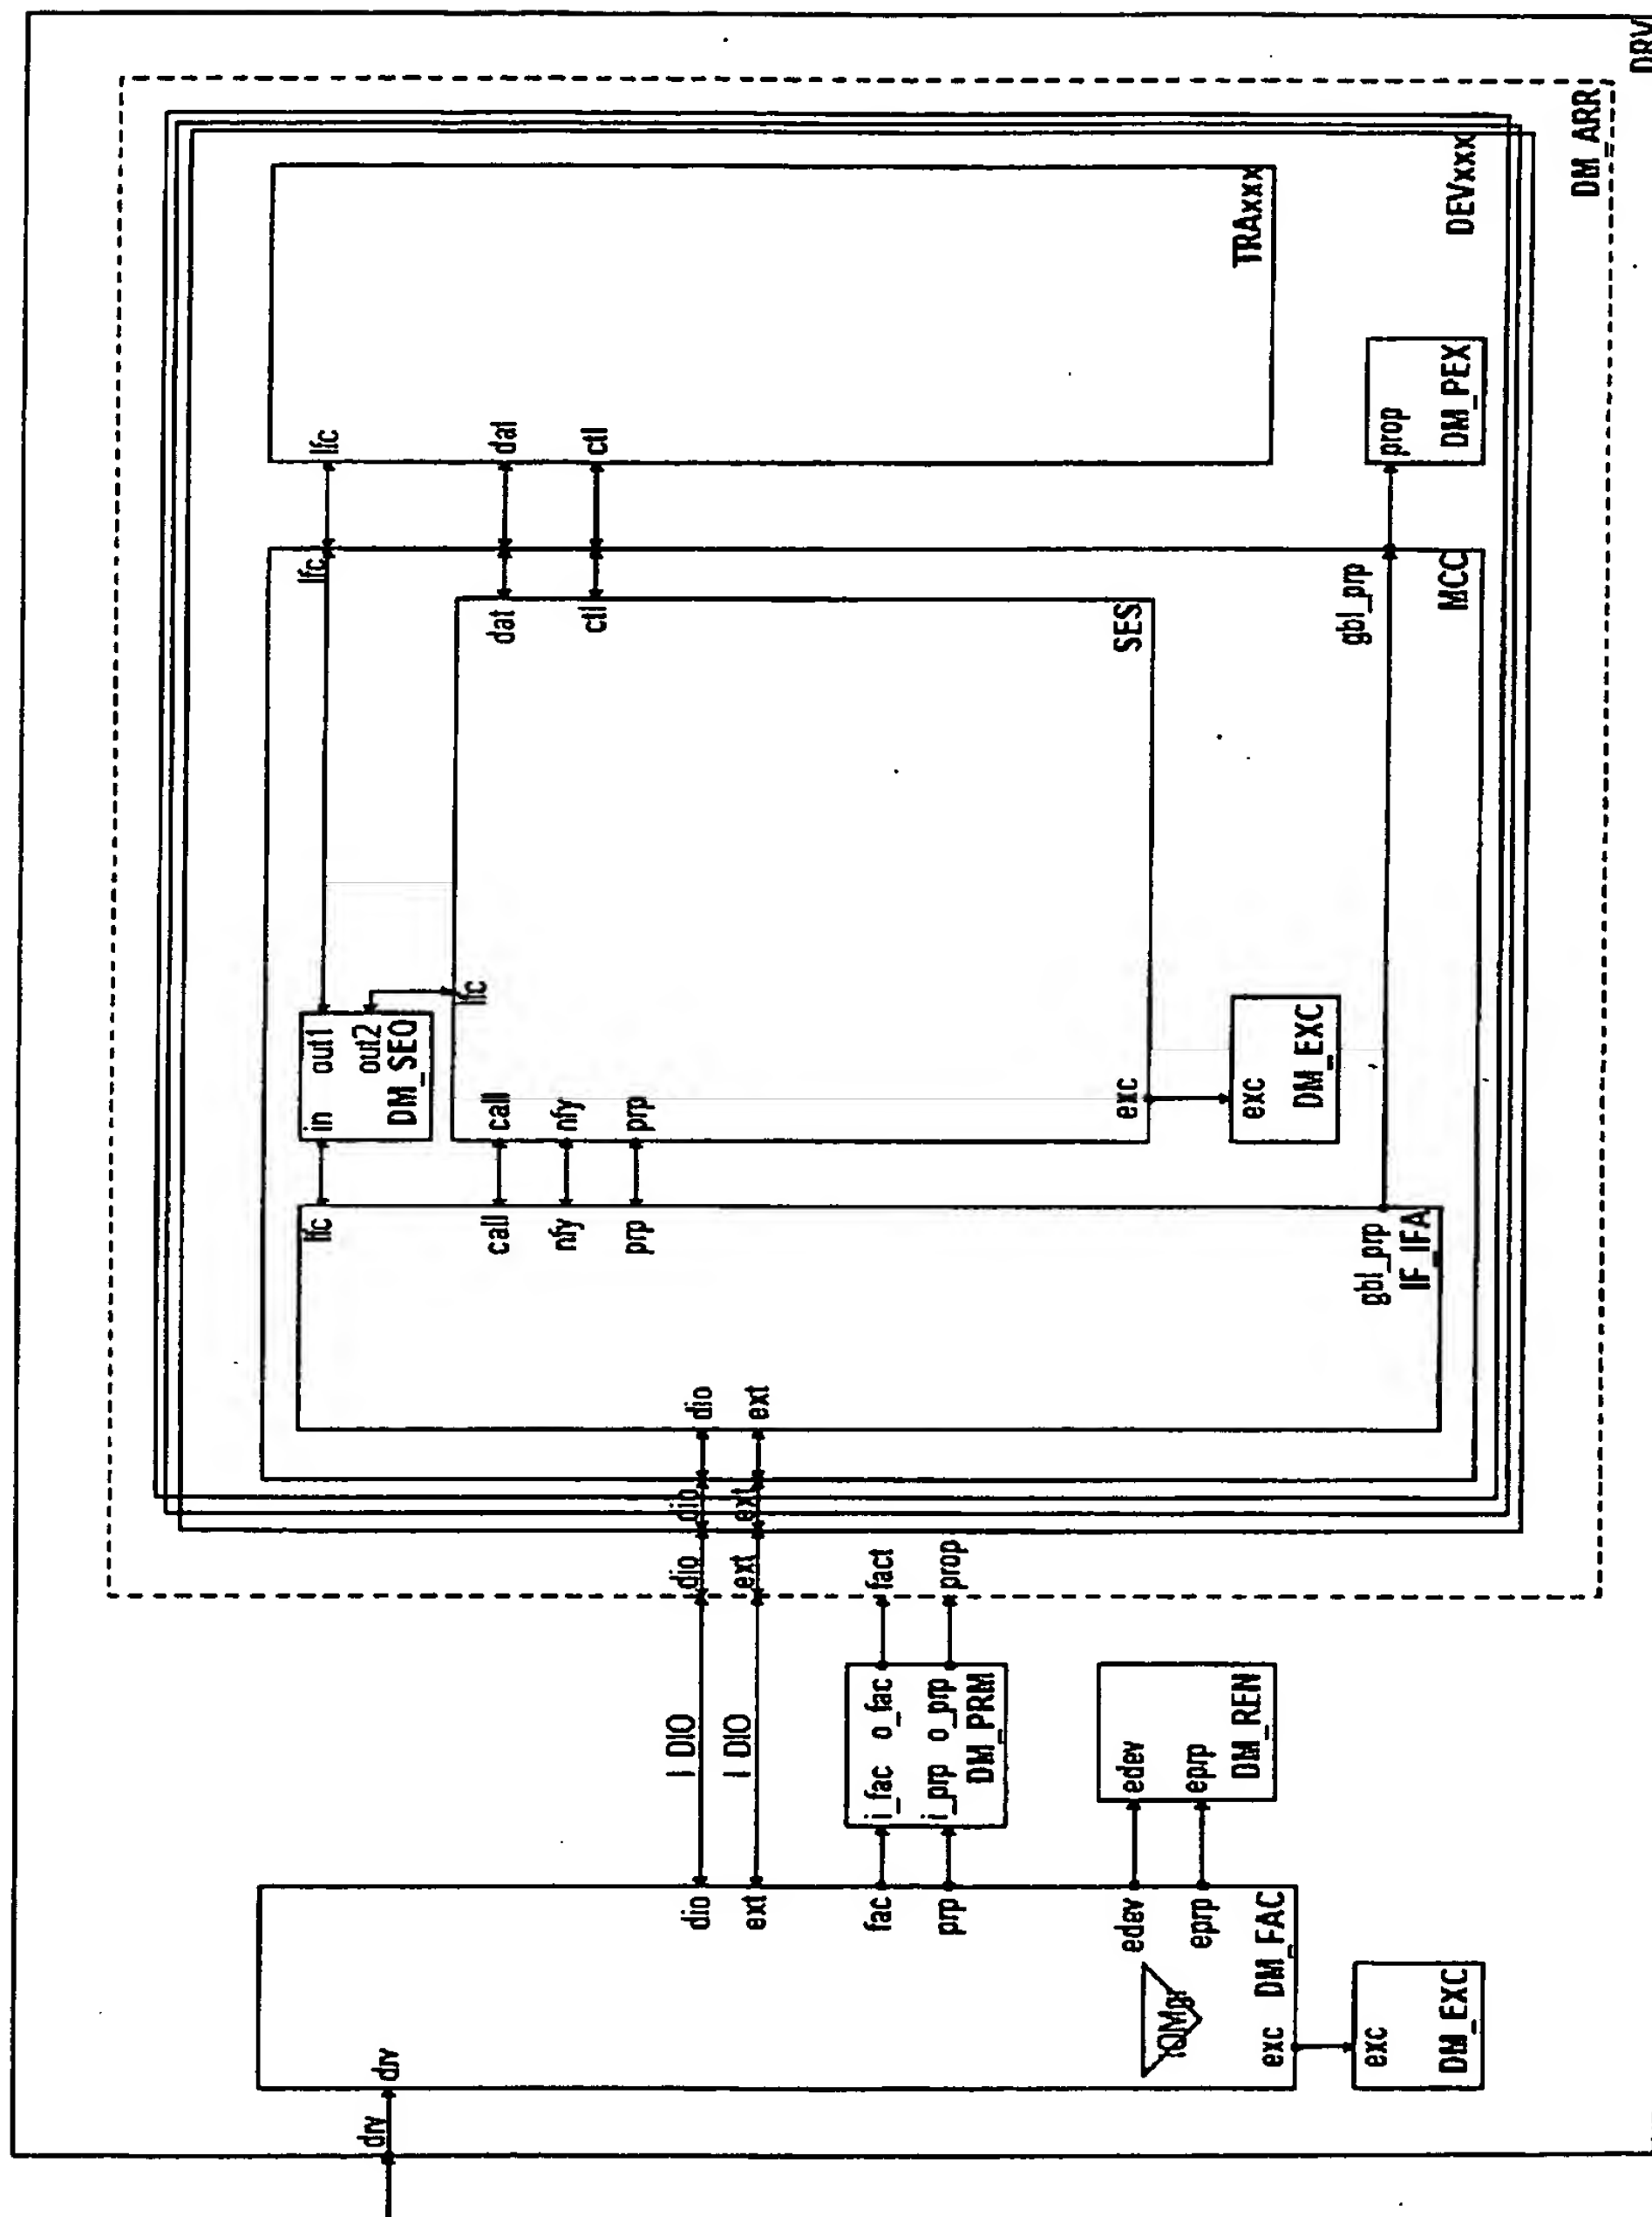 drv
drv
dio
ext
fac
prp
edev
eprp
IQMgr
DM_FAC
exc
exc
DM_EXC
I_DIO
I_DIO
i_fac o_fac
i_prp o_prp
DM_PRM
edev
eprp
DM_REN
dio
ext
fact
prop
dio
ext
dio
ext
lfc
call
nfy
prp
gbl_prp
IF_IFA
in out1
out2
DM_SEQ
lfc
call
nfy
prp
dat
ctl
SES
exc
exc
DM_EXC
lfc
gbl_prp
MCC
lfc
dat
ctl
TRAxxx
prop
DM_PEX
DEVxxx
DM_ARR
DRV